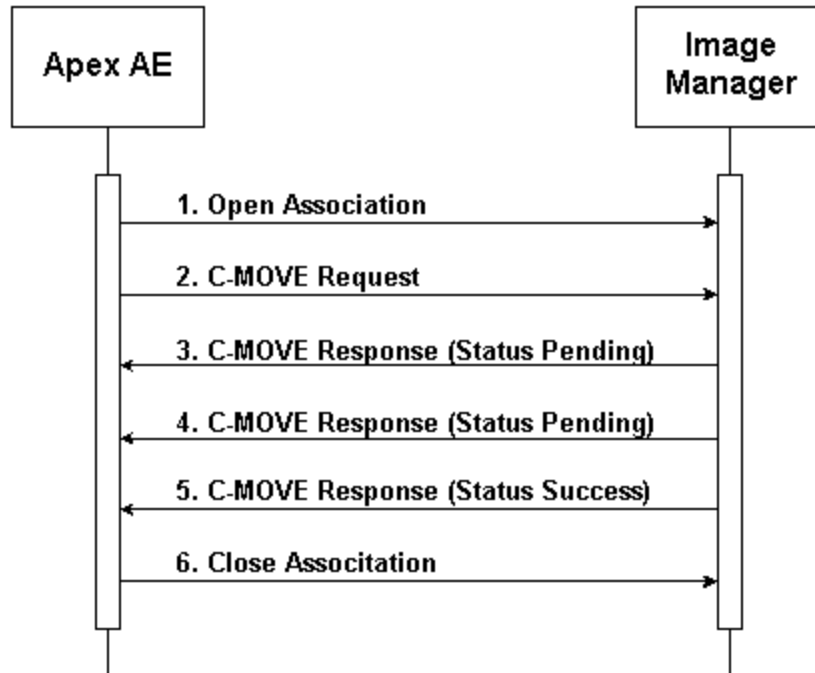 Apex AE
Image
Manager
1. Open Association
2. C-MOVE Request
3. C-MOVE Response (Status Pending)
4. C-MOVE Response (Status Pending)
5. C-MOVE Response (Status Success)
6. Close Associtation